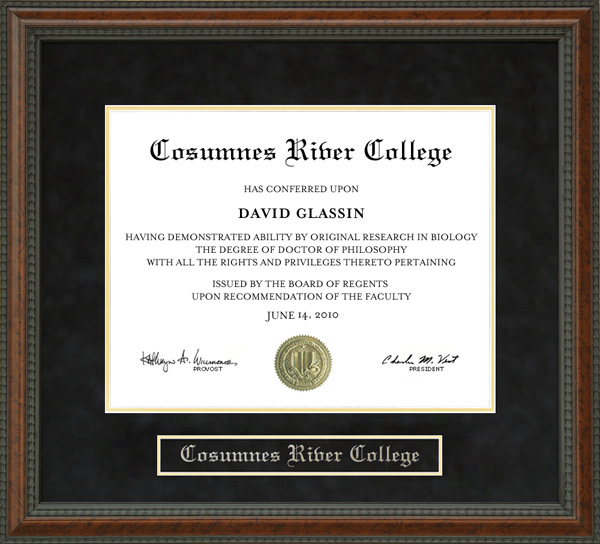 Cosumnes River College
HAS CONFERRED UPON
DAVID GLASSIN
HAVING DEMONSTRATED ABILITY BY ORIGINAL RESEARCH IN BIOLOGY
THE DEGREE OF DOCTOR OF PHILOSOPHY
WITH ALL THE RIGHTS AND PRIVILEGES THERETO PERTAINING
ISSUED BY THE BOARD OF REGENTS
UPON RECOMMENDATION OF THE FACULTY
JUNE 14, 2010
PROVOST
PRESIDENT
Cosumnes River College